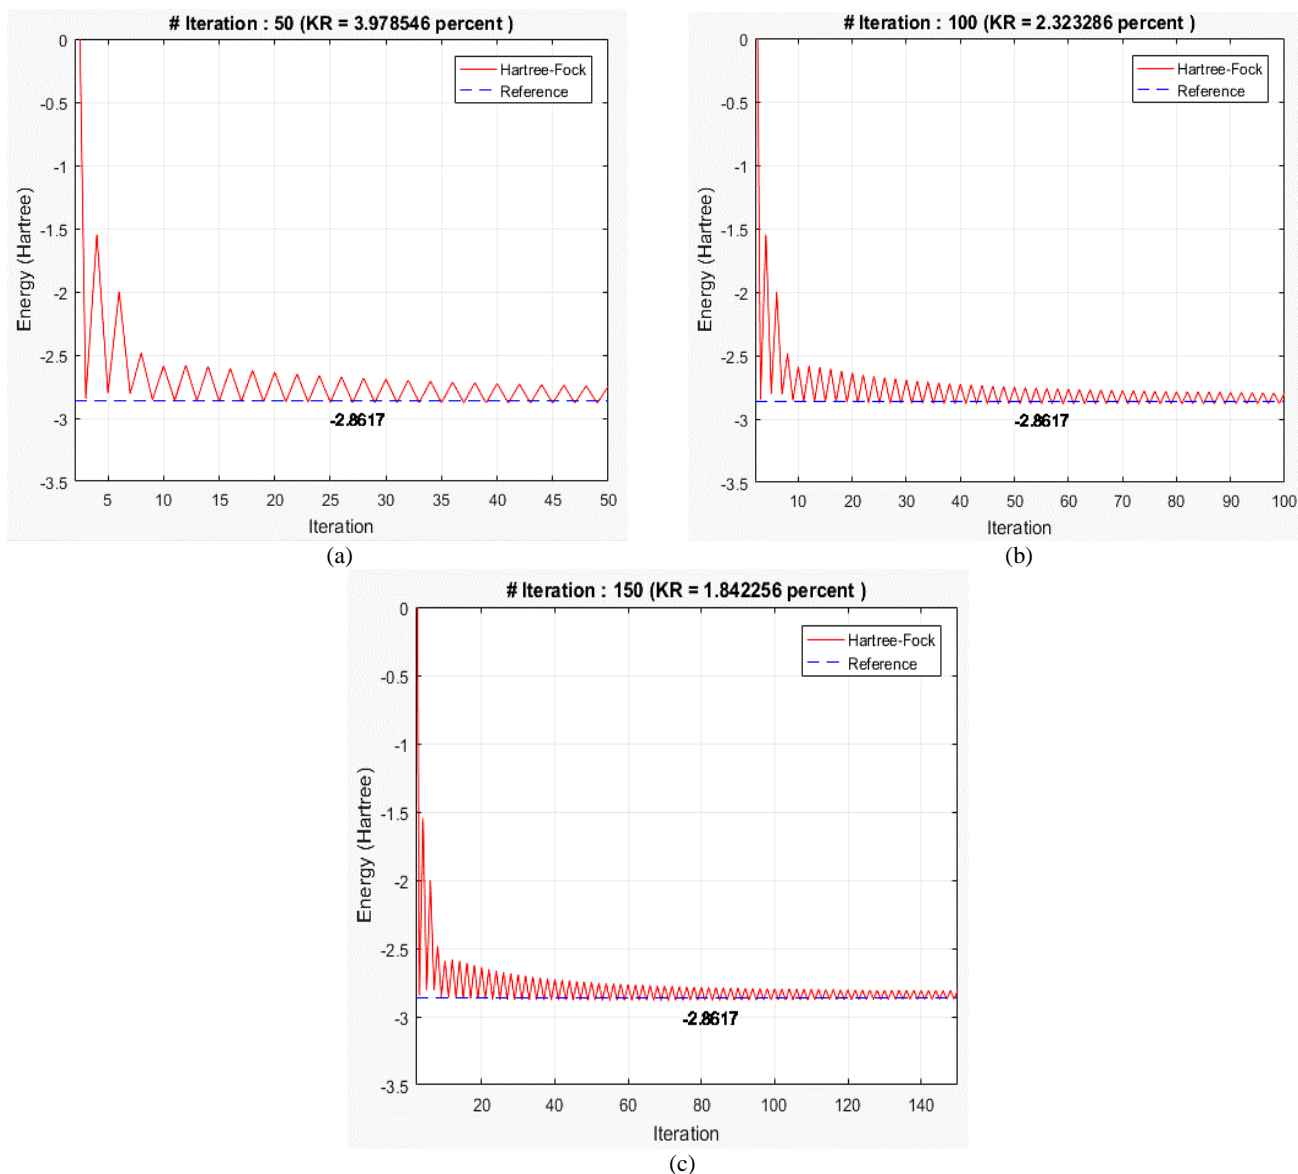 # Iteration : 50 (KR = 3.978546 percent )
0
-0.5
-1
-1.5
-2
-2.5
-3
-3.5
Energy (Hartree)
Hartree-Fock
Reference
-2.8617
5 10 15 20 25 30 35 40 45 50
Iteration
(a)
# Iteration : 100 (KR = 2.323286 percent )
0
-0.5
-1
-1.5
-2
-2.5
-3
-3.5
Energy (Hartree)
Hartree-Fock
Reference
-2.8617
10 20 30 40 50 60 70 80 90 100
Iteration
(b)
# Iteration : 150 (KR = 1.842256 percent )
0
-0.5
-1
-1.5
-2
-2.5
-3
-3.5
Energy (Hartree)
Hartree-Fock
Reference
-2.8617
20 40 60 80 100 120 140
Iteration
(c)